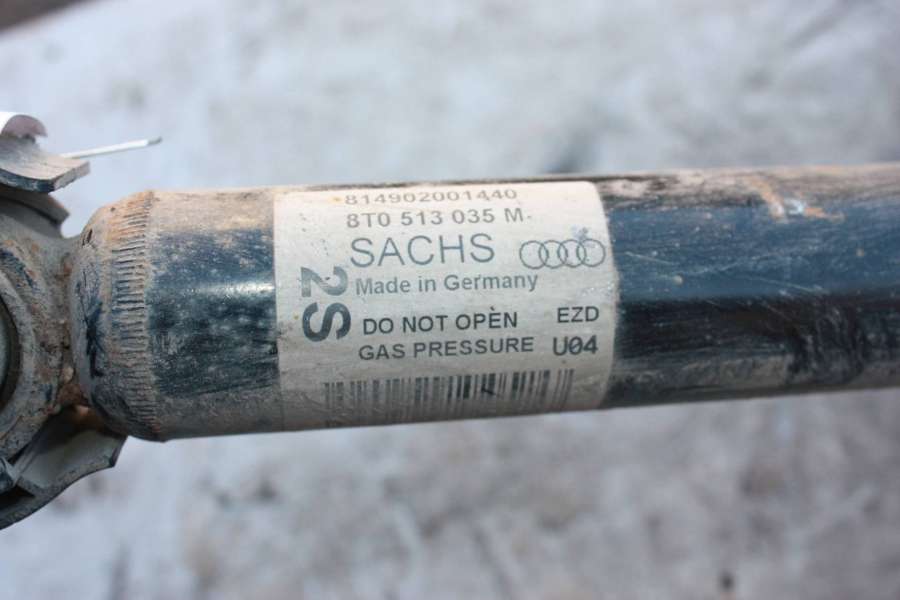 814902001440
8T0 513 035 M
SACHS
Made in Germany
2S
DO NOT OPEN EZD
GAS PRESSURE U04